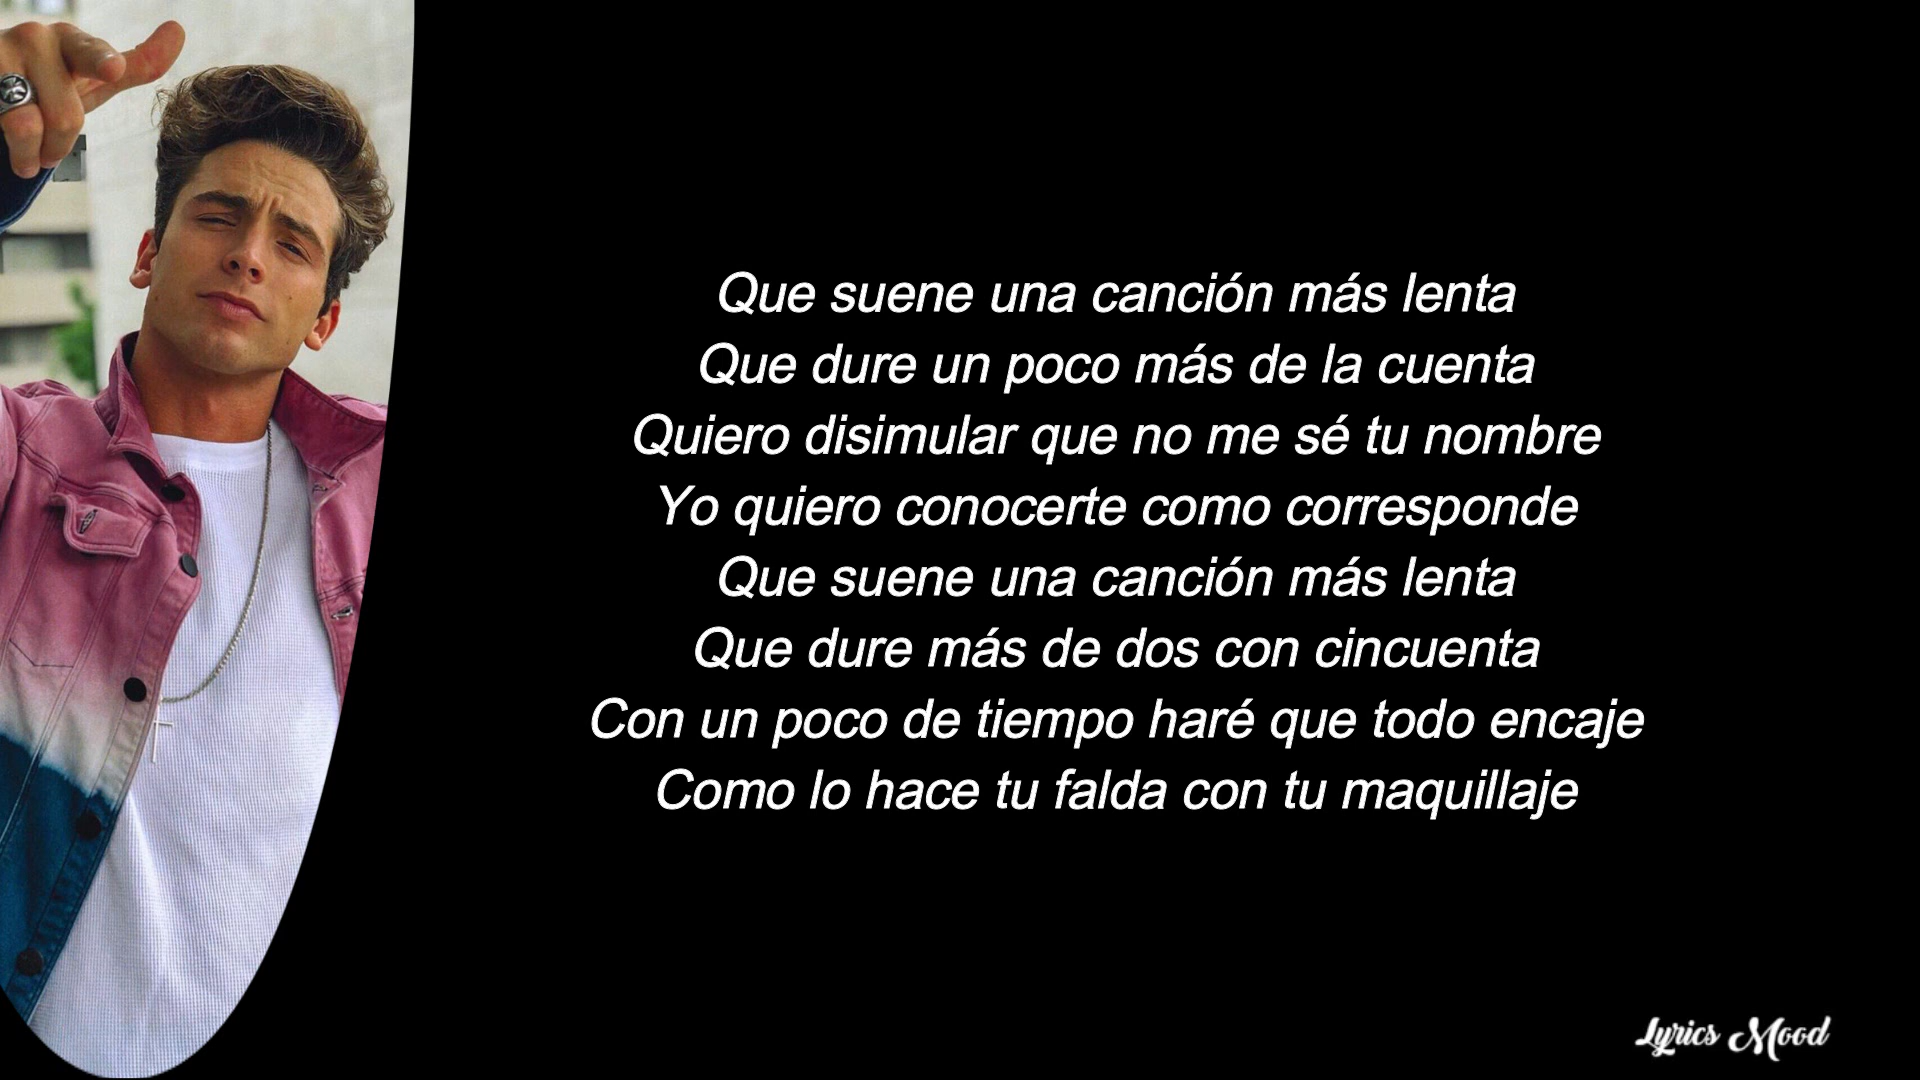 Que suene una canción más lenta
Que dure un poco más de la cuenta
Quiero disimular que no me sé tu nombre
Yo quiero conocerte como corresponde
Que suene una canción más lenta
Que dure más de dos con cincuenta
Con un poco de tiempo haré que todo encaje
Como lo hace tu falda con tu maquillaje
Lyrics Mood